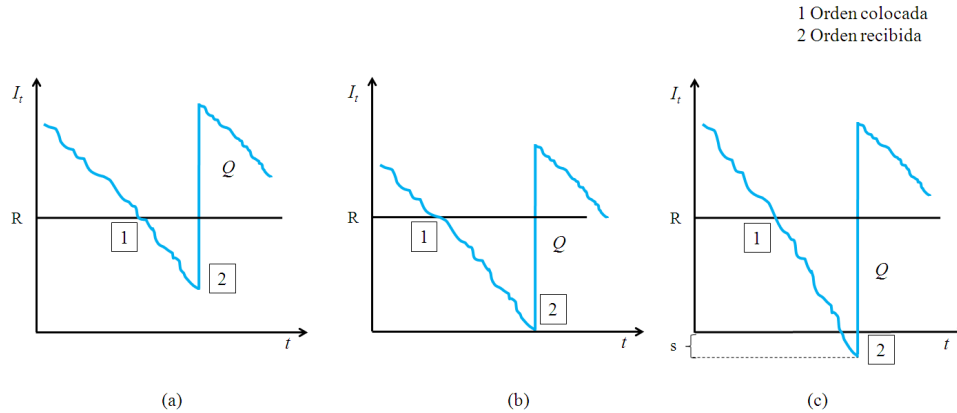 1 Orden colocada
2 Orden recibida
I_t
R
1
2
Q
t
(a)
I_t
R
1
2
Q
t
(b)
I_t
R
1
2
Q
s
t
(c)